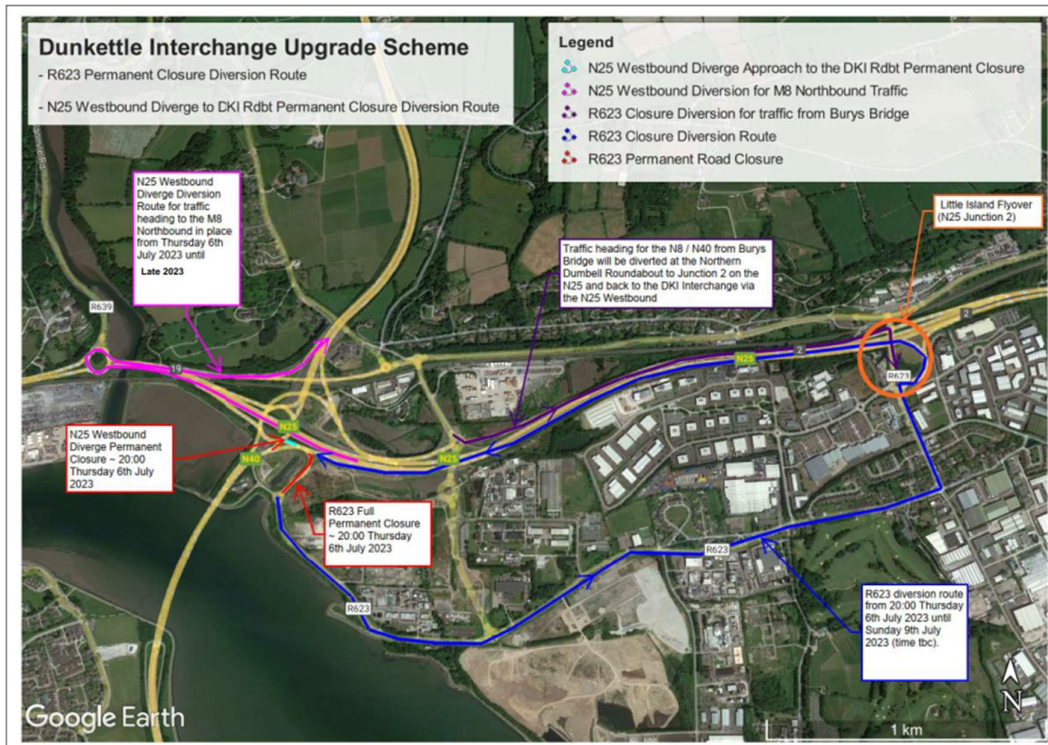 Dunkettle Interchange Upgrade Scheme
- R623 Permanent Closure Diversion Route
- N25 Westbound Diverge to DKI Rdbt Permanent Closure Diversion Route
Legend
N25 Westbound Diverge Approach to the DKI Rdbt Permanent Closure
N25 Westbound Diversion for M8 Northbound Traffic
R623 Closure Diversion for traffic from Burys Bridge
R623 Closure Diversion Route
R623 Permanent Road Closure
N25 Westbound
Diverge Diversion
Route for traffic
heading to the M8
Northbound in place
from Thursday 6th
July 2023 until
Late 2023
Little Island Flyover
(N25 Junction 2)
Traffic heading for the N8 / N40 from Burys
Bridge will be diverted at the Northern
Dumbell Roundabout to Junction 2 on the
N25 and back to the DKI Interchange via
the N25 Westbound
R639
19
2
N25
2
R623
N25
N40
N25
N25 Westbound
Diverge Permanent
Closure ~ 20:00
Thursday 6th July
2023
R623 Full
Permanent Closure
~ 20:00 Thursday
6th July 2023
R623
R623
R623 diversion route
from 20:00 Thursday
6th July 2023 until
Sunday 9th July
2023 (time tbc).
Google Earth
N
1 km